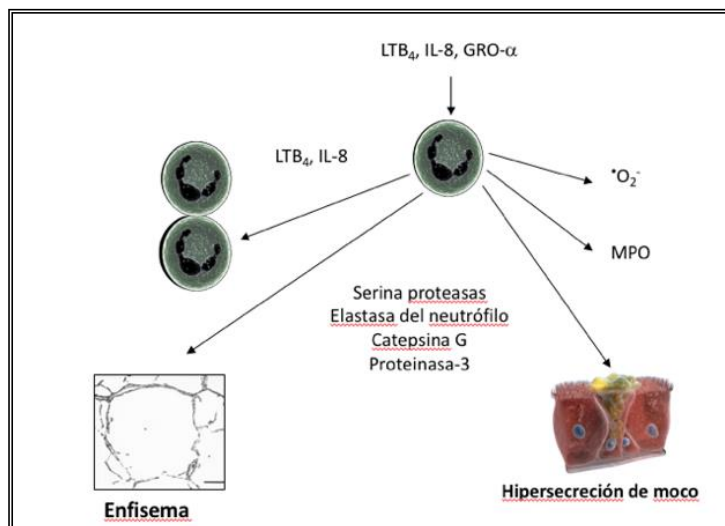 LTB₄, IL-8, GRO-α
LTB₄, IL-8
•O₂⁻
MPO
Serina proteasas
Elastasa del neutrófilo
Catepsina G
Proteinasa-3
Enfisema
Hipersecreción de moco